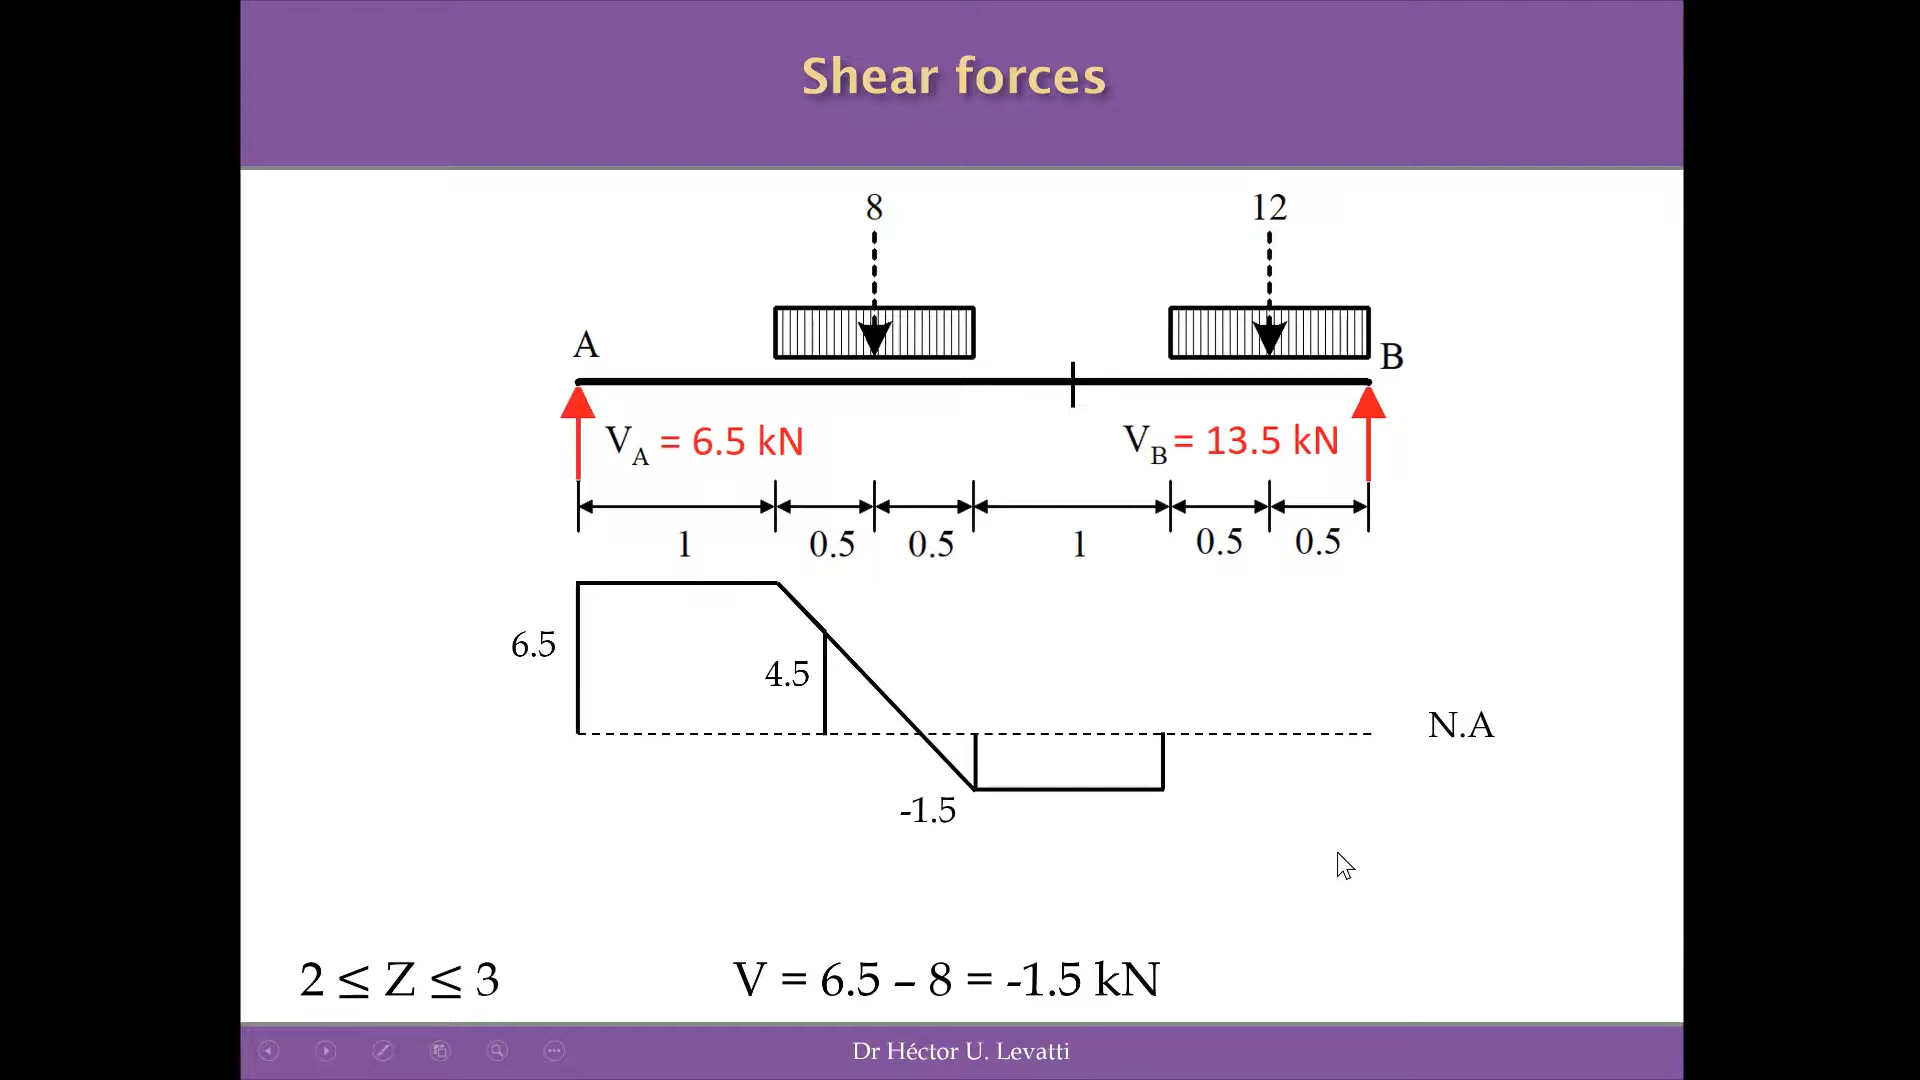 Shear forces
8
12
A
B
V_A = 6.5 kN
V_B = 13.5 kN
1
0.5
0.5
1
0.5
0.5
6.5
4.5
N.A
-1.5
2 ≤ Z ≤ 3
V = 6.5 – 8 = -1.5 kN
Dr Héctor U. Levatti